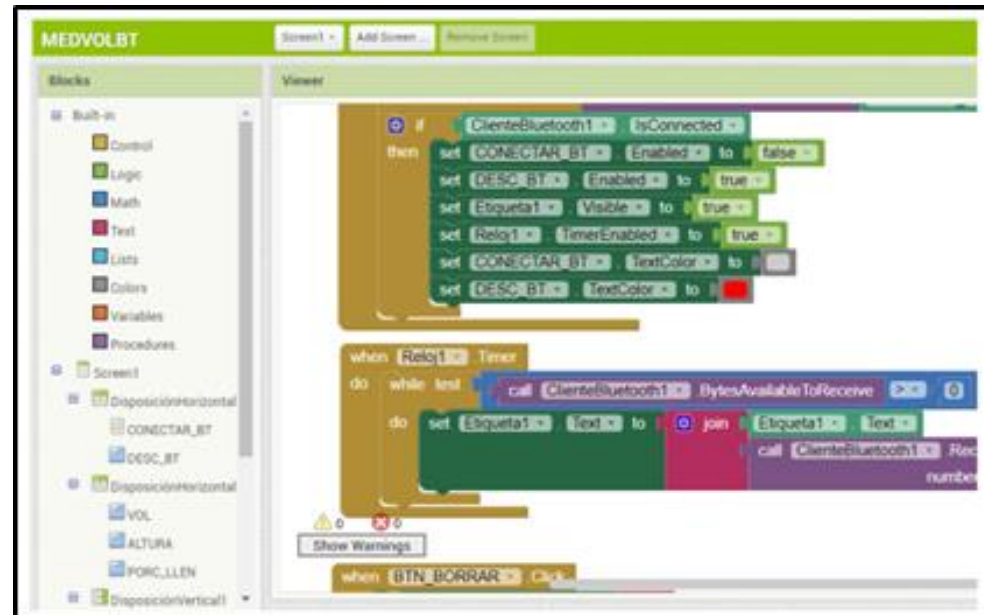 MEDVOLBT Screen1 Add Screen ... Remove Screen
Blocks Viewer
Built-in
Control
Logic
Math
Text
Lists
Colors
Variables
Procedures
Screen1
DisposiciónHorizontal
CONECTAR_BT
DESC_BT
DisposiciónHorizontal
VOL
ALTURA
PORC_LLEN
DisposiciónVertical1
if ClienteBluetooth1 . IsConnected
then set CONECTAR_BT . Enabled to false
set DESC_BT . Enabled to true
set Etiqueta1 . Visible to true
set Reloj1 . TimerEnabled to true
set CONECTAR_BT . TextColor to
set DESC_BT . TextColor to
when Reloj1 .Timer
do while test call ClienteBluetooth1 .BytesAvailableToReceive > 0
do set Etiqueta1 . Text to join Etiqueta1 . Text
call ClienteBluetooth1 .Rec
number
0 0
Show Warnings
when BTN_BORRAR .Click